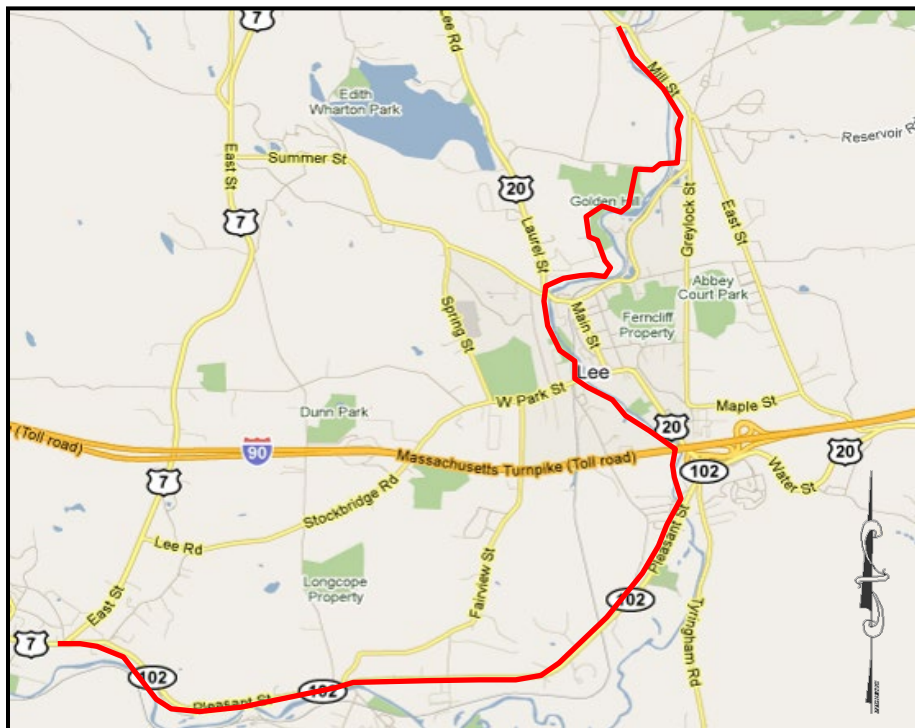 7
7
Lee Rd
Mill St
Edith
Wharton Park
Reservoir R
East St
Summer St
20
Golden Hill
7
Laurel St
Greylock St
East St
Abbey
Court Park
Spring St
Main St
Ferncliff
Property
Lee
W Park St
Maple St
Dunn Park
(Toll road)
90
Massachusetts Turnpike (Toll road)
20
20
102
Water St
7
Stockbridge Rd
Lee Rd
Pleasant St
Longcope
Property
Fairview St
East St
102
Tyringham Rd
7
102
Pleasant St
102